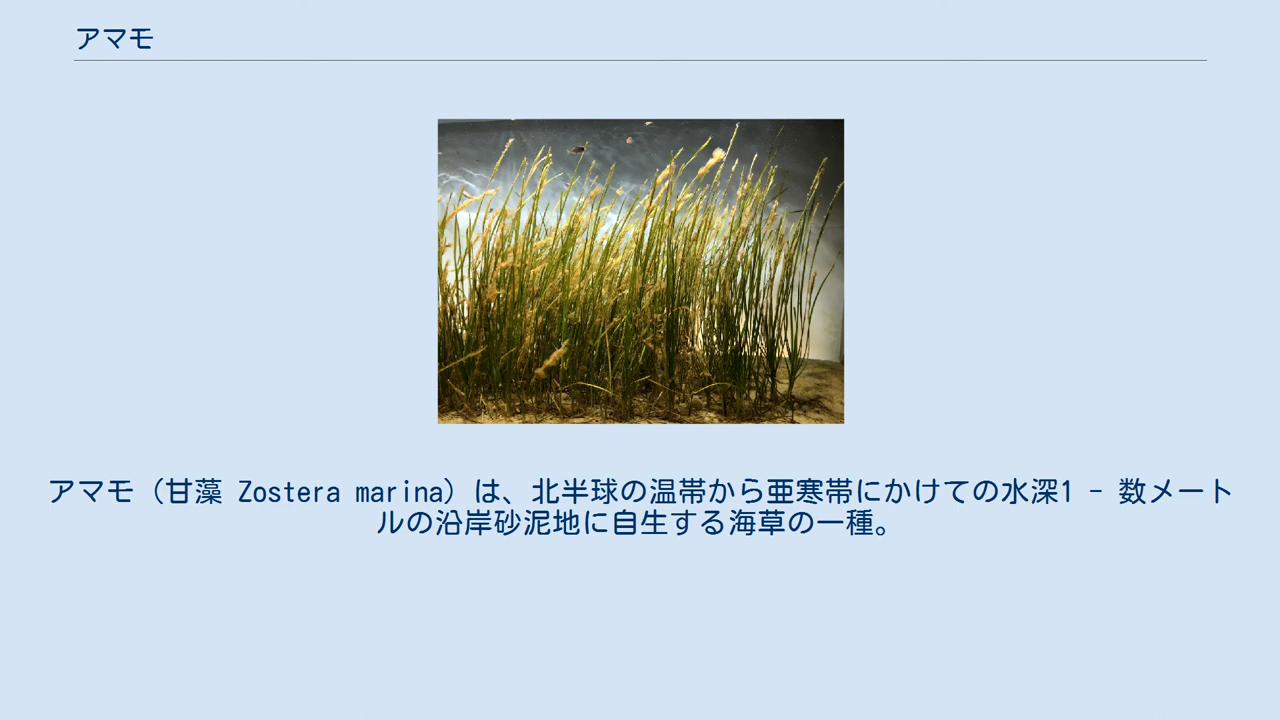 アマモ
アマモ（甘藻 Zostera marina）は、北半球の温帯から亜寒帯にかけての水深1 - 数メート
ルの沿岸砂泥地に自生する海草の一種。